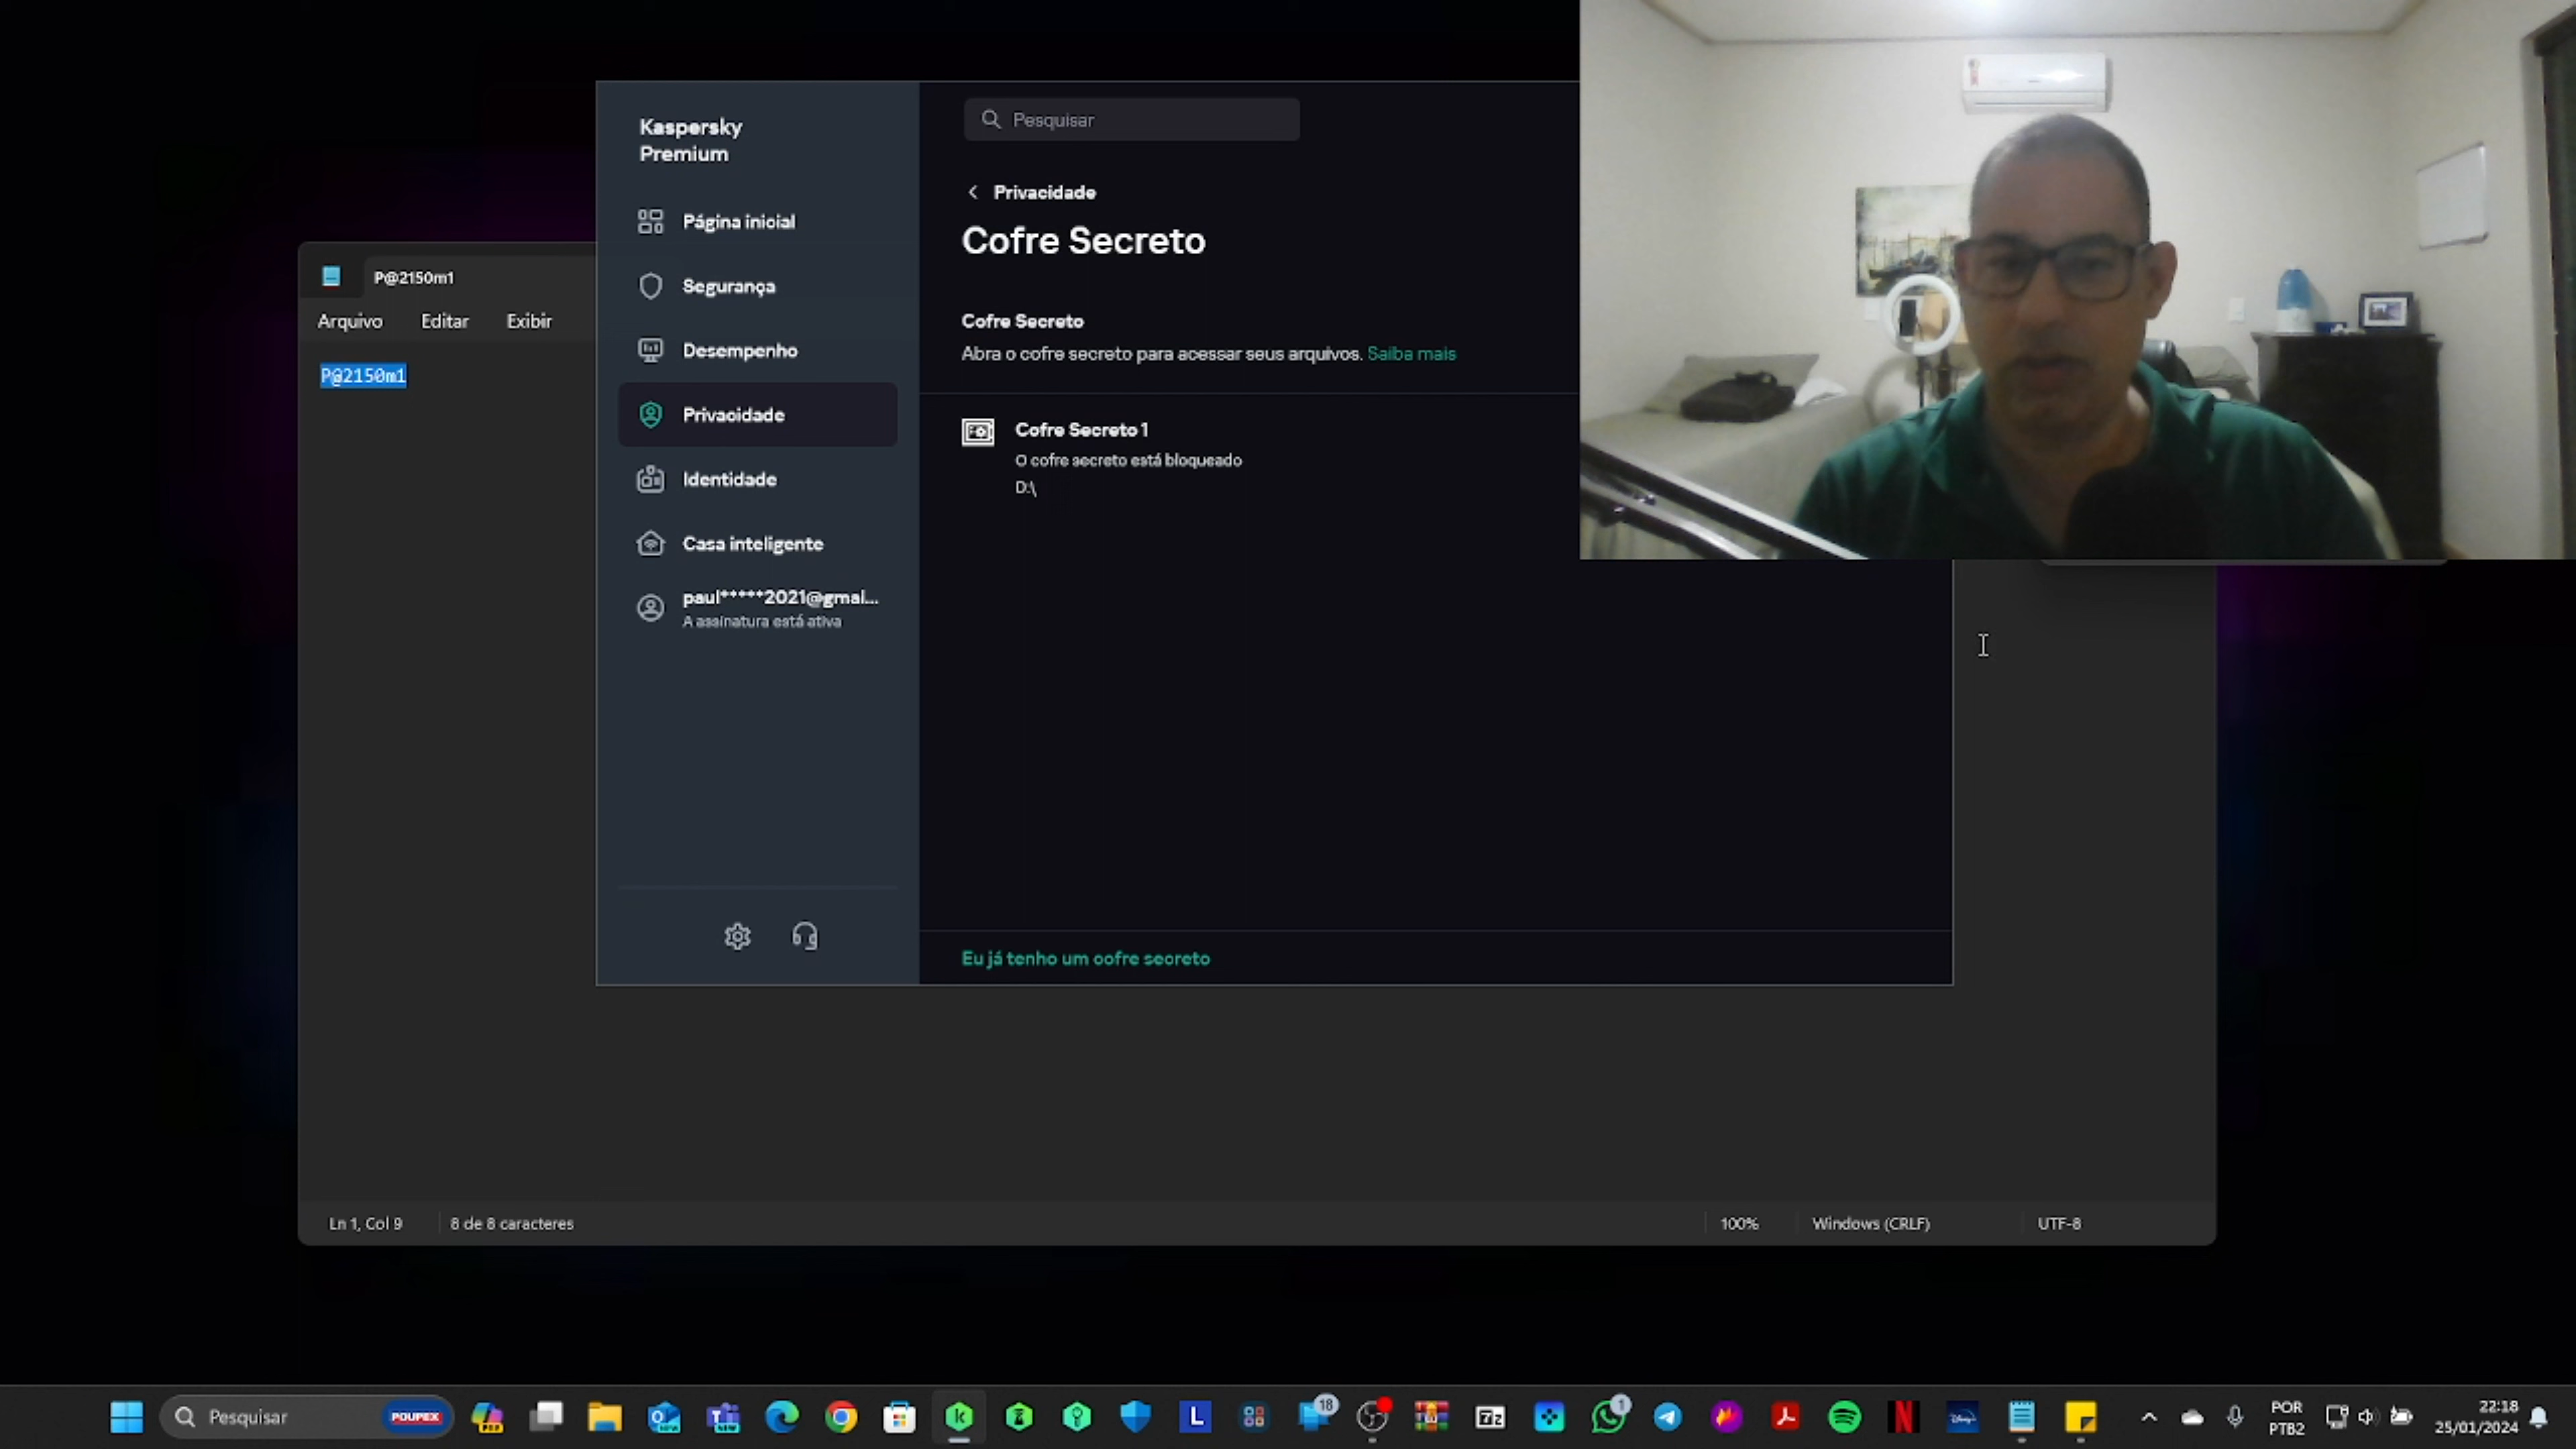 Kaspersky
Premium
Página inicial
Segurança
Desempenho
Privacidade
Identidade
Casa inteligente
paul*****2021@gmai...
A assinatura está ativa
Pesquisar
Privacidade
Cofre Secreto
Cofre Secreto
Abra o cofre secreto para acessar seus arquivos. Saiba mais
Cofre Secreto 1
O cofre secreto está bloqueado
D:\
Eu já tenho um cofre secreto
P@2150m1
Arquivo Editar Exibir
P@2150m1
Ln 1, Col 9 8 de 8 caracteres 100% Windows (CRLF) UTF-8
Pesquisar POUPEX
18
1
POR
PTB2
22:18
25/01/2024